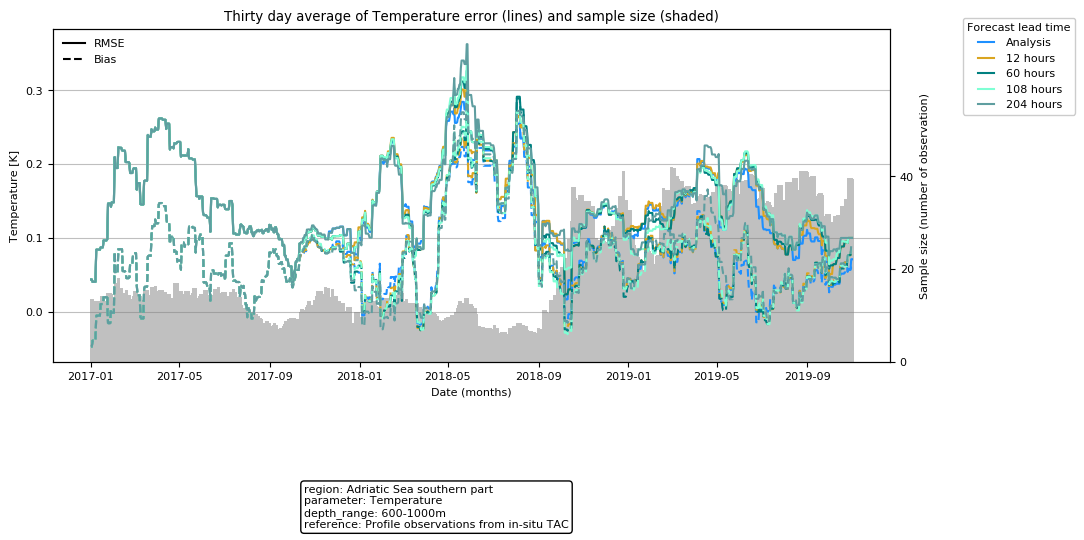 Thirty day average of Temperature error (lines) and sample size (shaded)
RMSE
Bias
Forecast lead time
Analysis
12 hours
60 hours
108 hours
204 hours
Temperature [K]
0.3
0.2
0.1
0.0
Sample size (number of observation)
40
20
0
2017-01 2017-05 2017-09 2018-01 2018-05 2018-09 2019-01 2019-05 2019-09
Date (months)
region: Adriatic Sea southern part
parameter: Temperature
depth_range: 600-1000m
reference: Profile observations from in-situ TAC